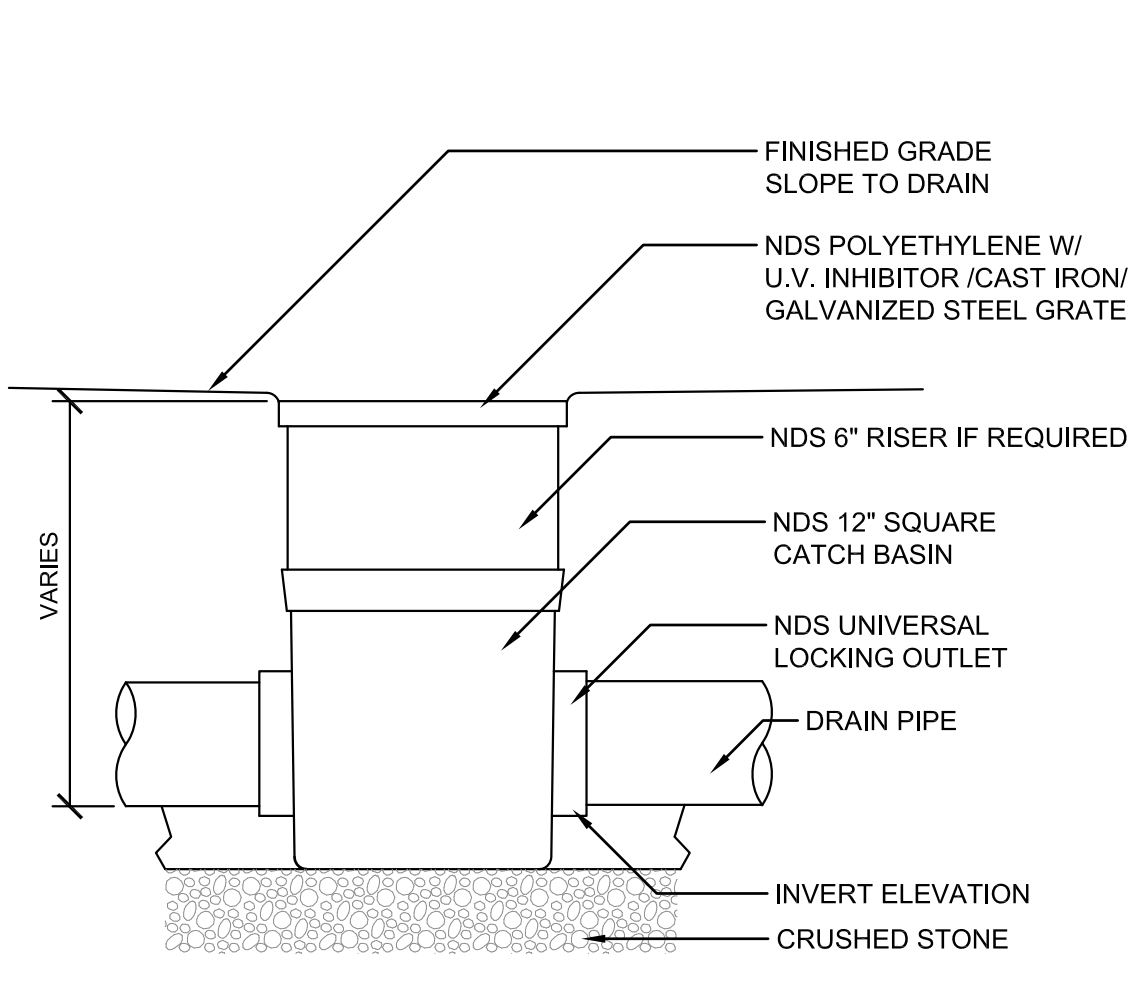 FINISHED GRADE
SLOPE TO DRAIN
NDS POLYETHYLENE W/
U.V. INHIBITOR /CAST IRON/
GALVANIZED STEEL GRATE
NDS 6" RISER IF REQUIRED
NDS 12" SQUARE
CATCH BASIN
VARIES
NDS UNIVERSAL
LOCKING OUTLET
DRAIN PIPE
INVERT ELEVATION
CRUSHED STONE